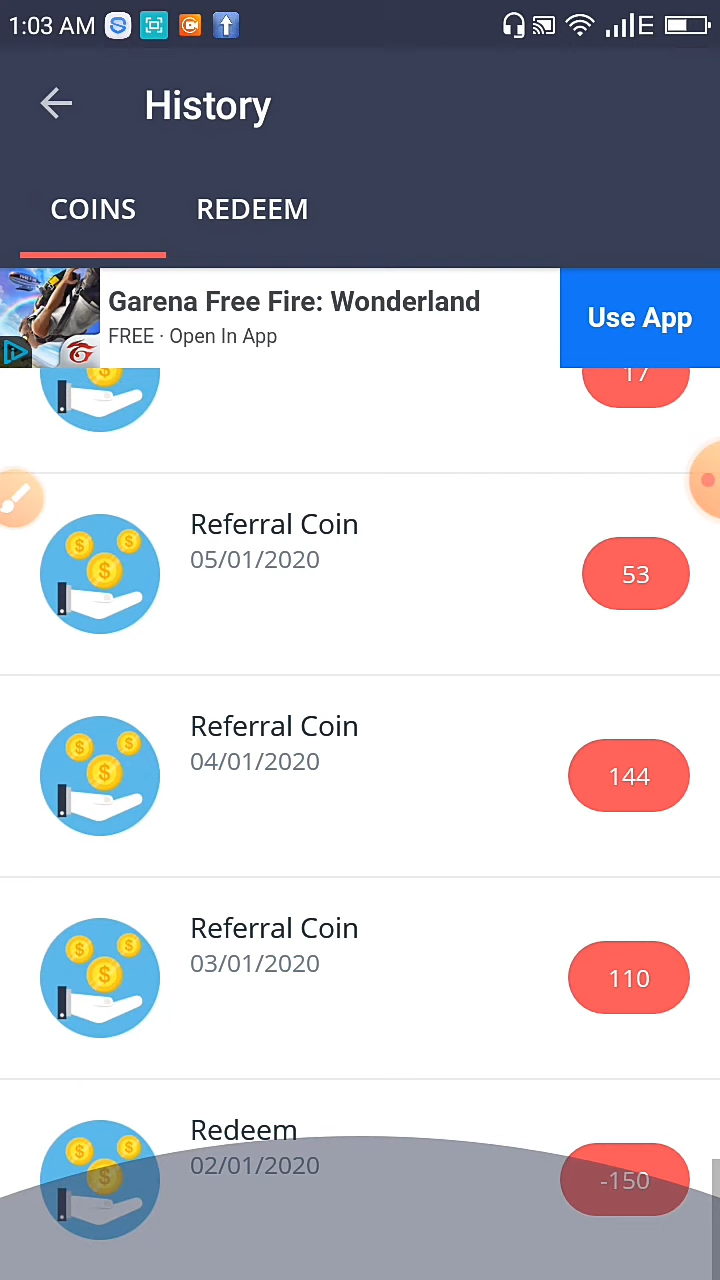 1:03 AM
E
History
COINS REDEEM
Garena Free Fire: Wonderland
FREE · Open In App
Use App
17
Referral Coin
05/01/2020
53
Referral Coin
04/01/2020
144
Referral Coin
03/01/2020
110
Redeem
02/01/2020
-150